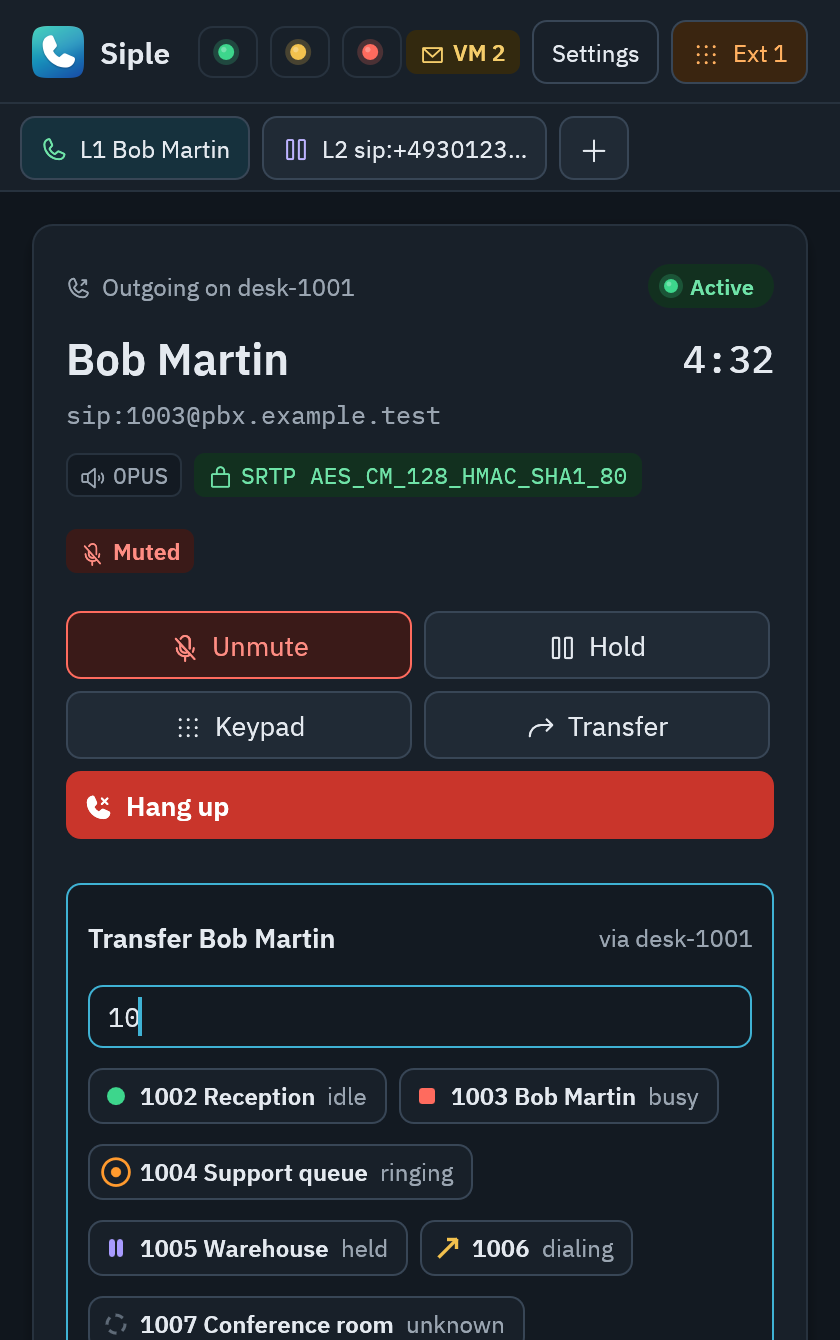 Siple VM 2 Settings Ext 1
L1 Bob Martin L2 sip:+4930123...
Outgoing on desk-1001 Active
Bob Martin 4:32
sip:1003@pbx.example.test
OPUS SRTP AES_CM_128_HMAC_SHA1_80
Muted
Unmute Hold
Keypad Transfer
Hang up
Transfer Bob Martin via desk-1001
10
1002 Reception idle 1003 Bob Martin busy
1004 Support queue ringing
1005 Warehouse held 1006 dialing
1007 Conference room unknown